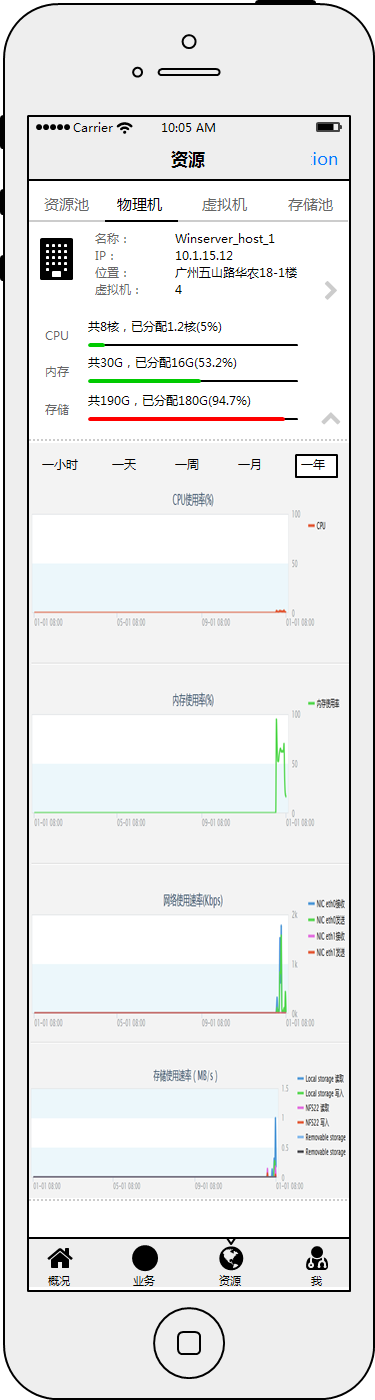 Carrier 10:05 AM
资源 tion
资源池 物理机 虚拟机 存储池
名称： Winserver_host_1
IP： 10.1.15.12
位置： 广州五山路华农18-1楼
虚拟机： 4
CPU 共8核，已分配1.2核(5%)
内存 共30G，已分配16G(53.2%)
存储 共190G，已分配180G(94.7%)
一小时 一天 一周 一月 一年
CPU使用率(%)
100
CPU
50
0
01-01 08:00 05-01 08:00 09-01 08:00 01-01 08:00
内存使用率(%)
内存使用率
100
50
0
01-01 08:00 05-01 08:00 09-01 08:00 01-01 08:00
网络使用速率(Kbps)
NIC eth0接收
2k
NIC eth0发送
NIC eth1接收
NIC eth1发送
1k
0k
01-01 08:00 05-01 08:00 09-01 08:00 01-01 08:00
存储使用速率 ( MB/s )
Local storage 读取
1.5
Local storage 写入
NFS22 读取
1
NFS22 写入
Removable storage
0.5
Removable storage
0
01-01 08:00 05-01 08:00 09-01 08:00 01-01 08:00
概况 业务 资源 我